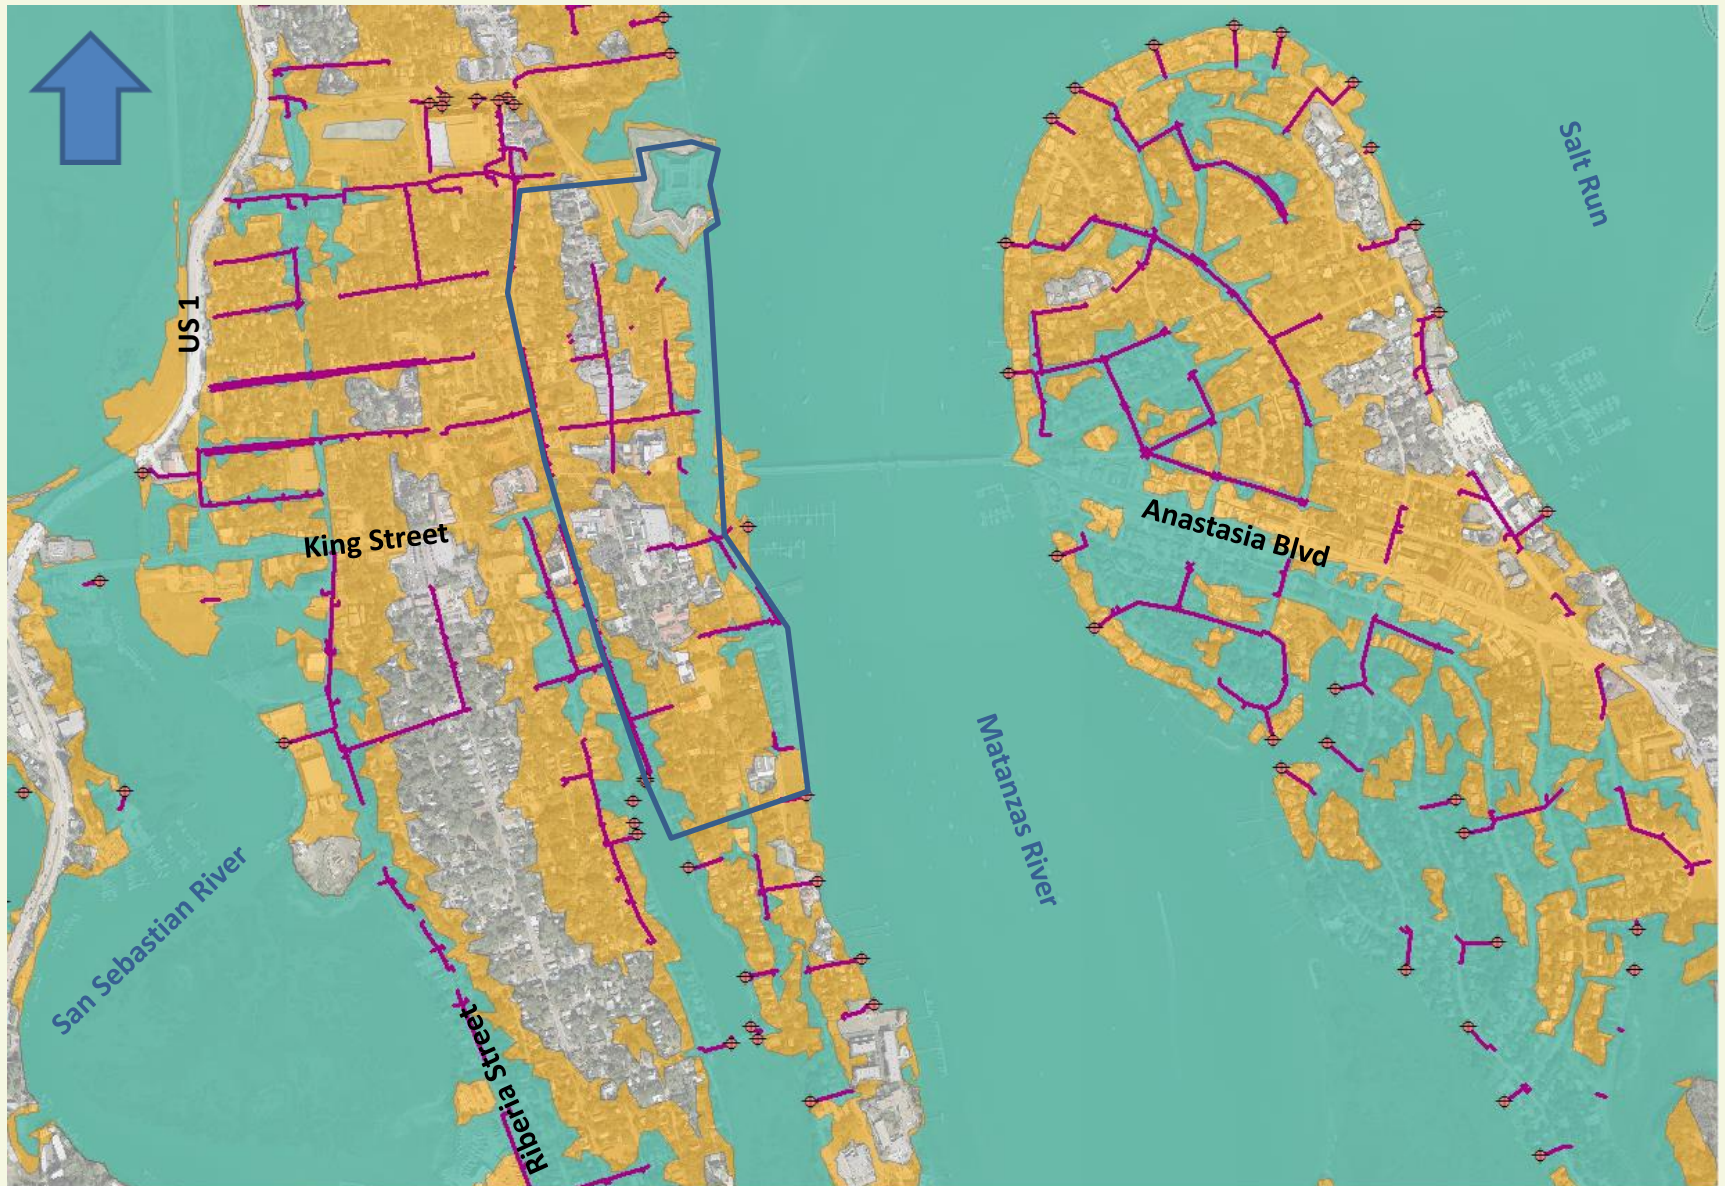 Salt Run
US 1
King Street
Anastasia Blvd
Matanzas River
San Sebastian River
Riberia Street